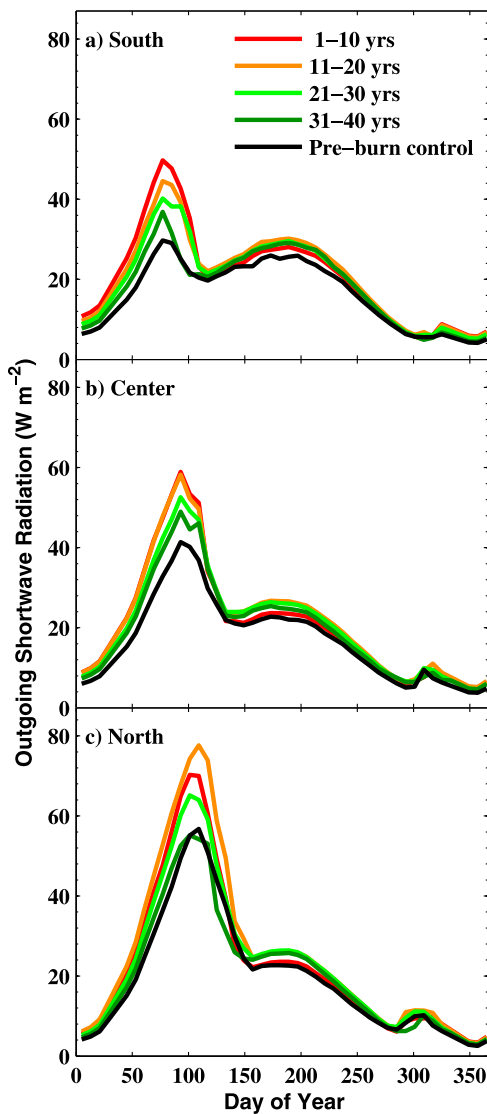 a) South
1−10 yrs
11−20 yrs
21−30 yrs
31−40 yrs
Pre−burn control
80
60
40
20
0
b) Center
80
60
40
20
0
c) North
80
60
40
20
0
0 50 100 150 200 250 300 350
Day of Year
Outgoing Shortwave Radiation (W m−2)